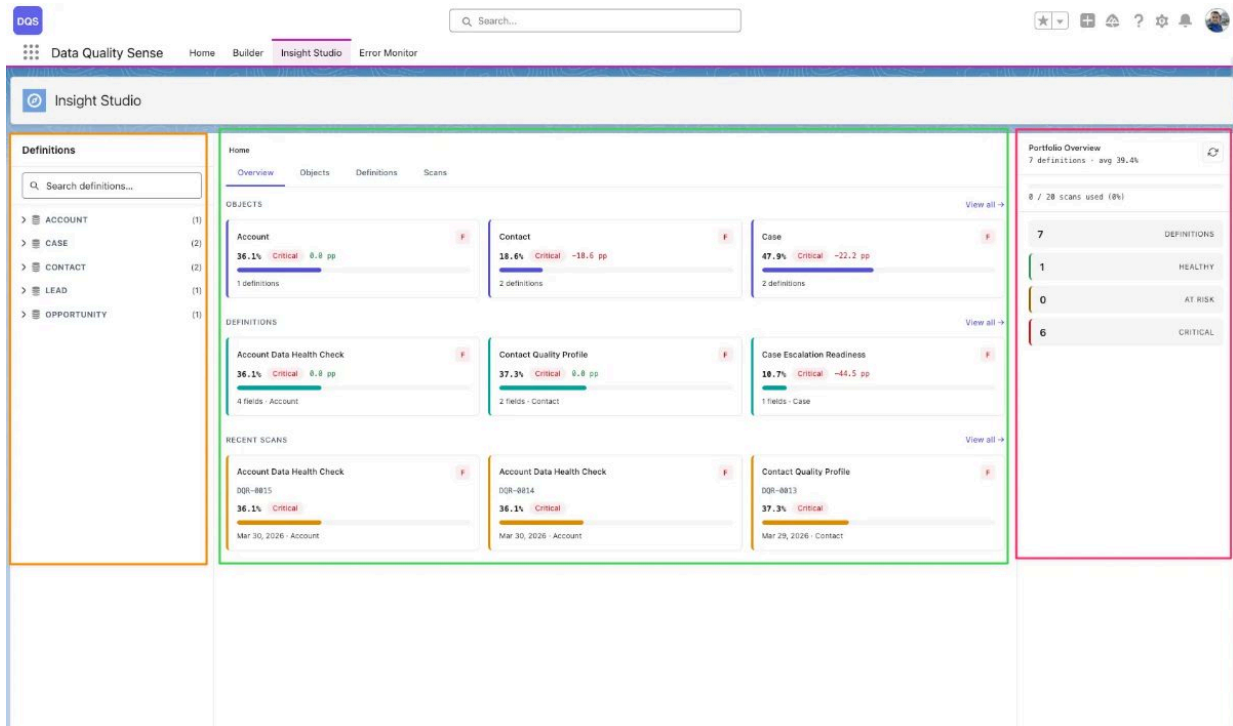 DQS
Search...
Data Quality Sense
Home
Builder
Insight Studio
Error Monitor
Insight Studio
Definitions
Search definitions...
ACCOUNT (1)
CASE (2)
CONTACT (2)
LEAD (1)
OPPORTUNITY (1)
Home
Overview
Objects
Definitions
Scans
OBJECTS
View all →
Account F
36.1% Critical 0.0 pp
1 definitions
Contact F
18.6% Critical -18.6 pp
2 definitions
Case F
47.9% Critical -22.2 pp
2 definitions
DEFINITIONS
View all →
Account Data Health Check F
36.1% Critical 0.0 pp
4 fields · Account
Contact Quality Profile F
37.3% Critical 0.0 pp
2 fields · Contact
Case Escalation Readiness F
10.7% Critical -44.5 pp
1 fields · Case
RECENT SCANS
View all →
Account Data Health Check F
DQR-0015
36.1% Critical
Mar 30, 2026 · Account
Account Data Health Check F
DQR-0014
36.1% Critical
Mar 30, 2026 · Account
Contact Quality Profile F
DQR-0013
37.3% Critical
Mar 29, 2026 · Contact
Portfolio Overview
7 definitions · avg 39.4%
0 / 20 scans used (0%)
7 DEFINITIONS
1 HEALTHY
0 AT RISK
6 CRITICAL